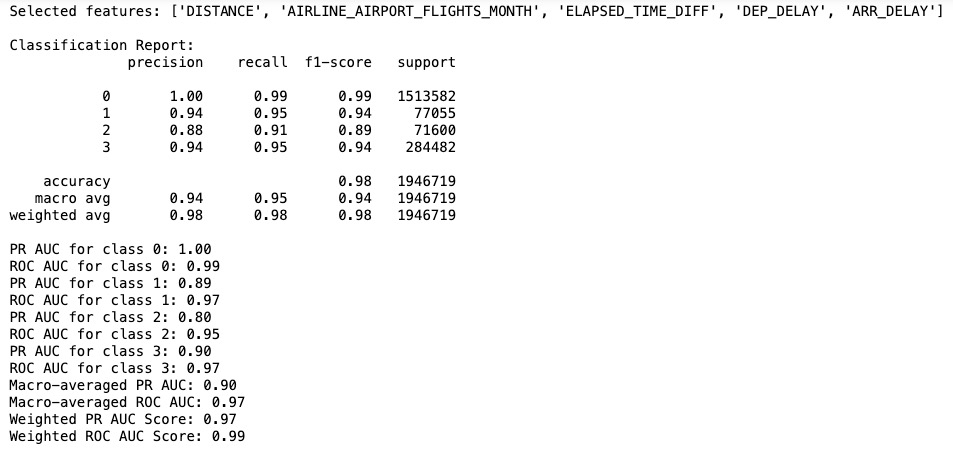 Selected features: ['DISTANCE', 'AIRLINE_AIRPORT_FLIGHTS_MONTH', 'ELAPSED_TIME_DIFF', 'DEP_DELAY', 'ARR_DELAY']
Classification Report:
precision recall f1-score support
0 1.00 0.99 0.99 1513582
1 0.94 0.95 0.94 77055
2 0.88 0.91 0.89 71600
3 0.94 0.95 0.94 284482
accuracy 0.98 1946719
macro avg 0.94 0.95 0.94 1946719
weighted avg 0.98 0.98 0.98 1946719
PR AUC for class 0: 1.00
ROC AUC for class 0: 0.99
PR AUC for class 1: 0.89
ROC AUC for class 1: 0.97
PR AUC for class 2: 0.80
ROC AUC for class 2: 0.95
PR AUC for class 3: 0.90
ROC AUC for class 3: 0.97
Macro-averaged PR AUC: 0.90
Macro-averaged ROC AUC: 0.97
Weighted PR AUC Score: 0.97
Weighted ROC AUC Score: 0.99